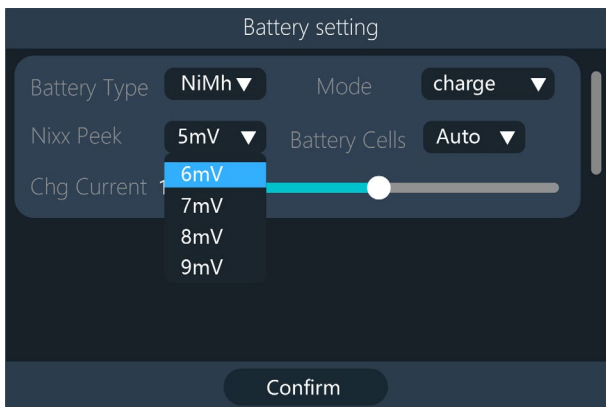 Battery setting
Battery Type NiMh Mode charge
Nixx Peek 5mV Battery Cells Auto
6mV
Chg Current 1
7mV
8mV
9mV
Confirm